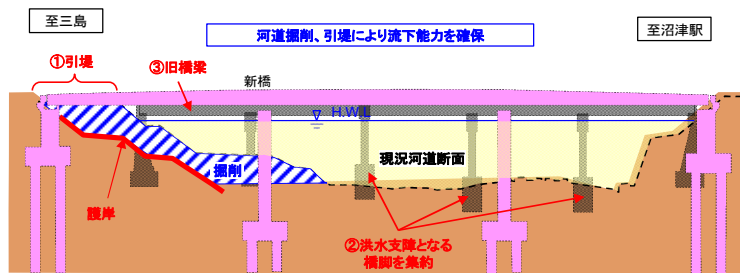 至三島
河道掘削、引堤により流下能力を確保
至沼津駅
①引堤
③旧橋梁
新橋
H.W.L
現況河道断面
掘削
護岸
②洪水支障となる
橋脚を集約